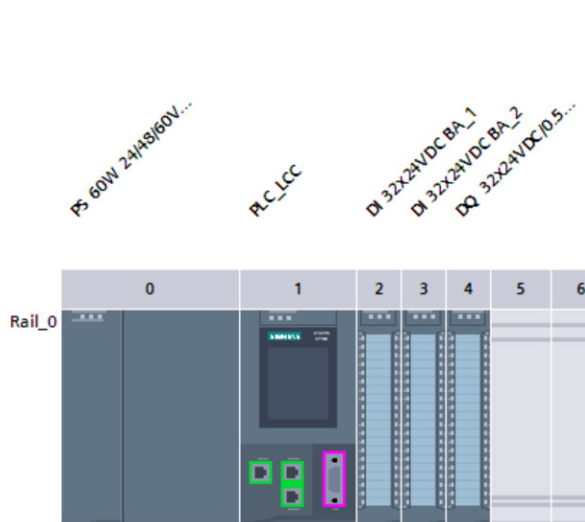 PS 60W 24/48/60V...
PLC_LCC
DI 32x24VDC BA_1
DI 32x24VDC BA_2
DQ 32x24VDC/0.5...
0 1 2 3 4 5 6
Rail_0
SIEMENS